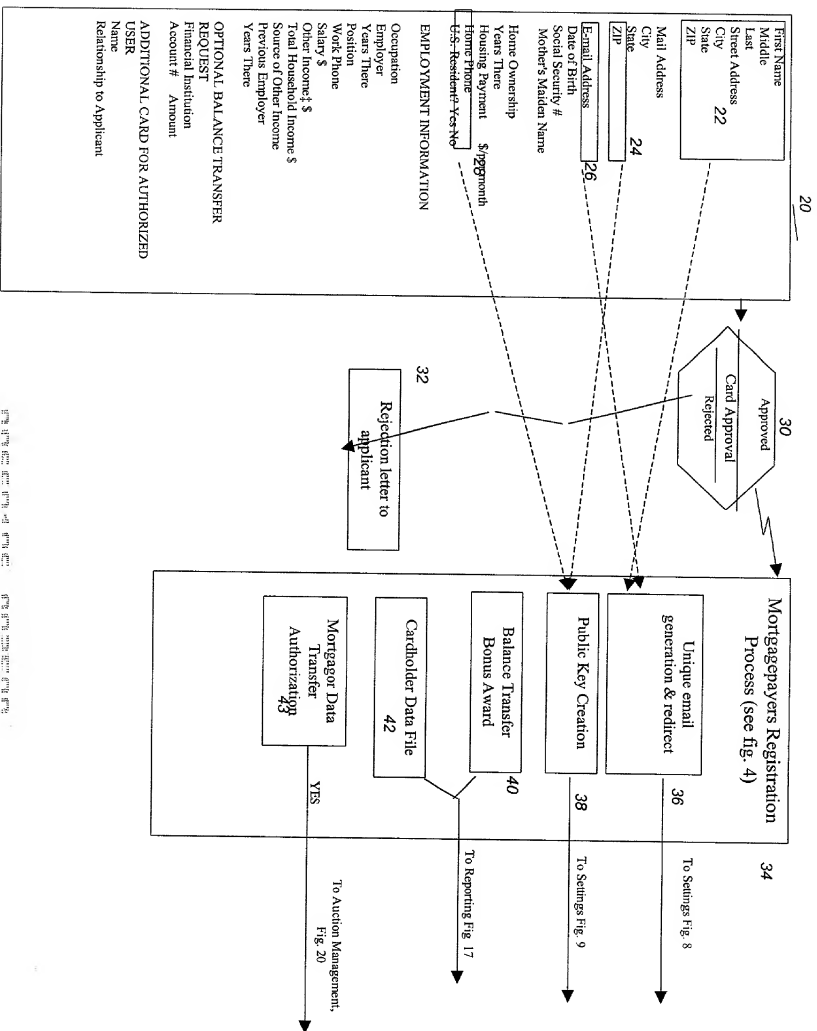 20
First Name
Middle
Last
Street Address
City
State
ZIP
22
Mail Address
City
State
ZIP
24
E-mail Address
26
Date of Birth
Social Security #
Mother's Maiden Name
Home Ownership
Years There
Housing Payment $/ month
Home Phone
28
U.S. Resident? Yes No
EMPLOYMENT INFORMATION
Occupation
Employer
Years There
Position
Work Phone
Salary $
Other Income‡ $
Total Household Income $
Source of Other Income
Previous Employer
Years There
OPTIONAL BALANCE TRANSFER
REQUEST
Financial Institution
Account # Amount
ADDITIONAL CARD FOR AUTHORIZED
USER
Name
Relationship to Applicant
30
Approved
Card Approval
Rejected
32
Rejection letter to
applicant
Mortgagepayers Registration
Process (see fig. 4)
34
Unique email
generation & redirect
36
To Settings Fig. 8
Public Key Creation
38
To Settings Fig. 9
Balance Transfer
Bonus Award
40
Cardholder Data File
42
To Reporting Fig 17
Mortgagor Data
Transfer
Authorization
43
YES
To Auction Management,
Fig. 20